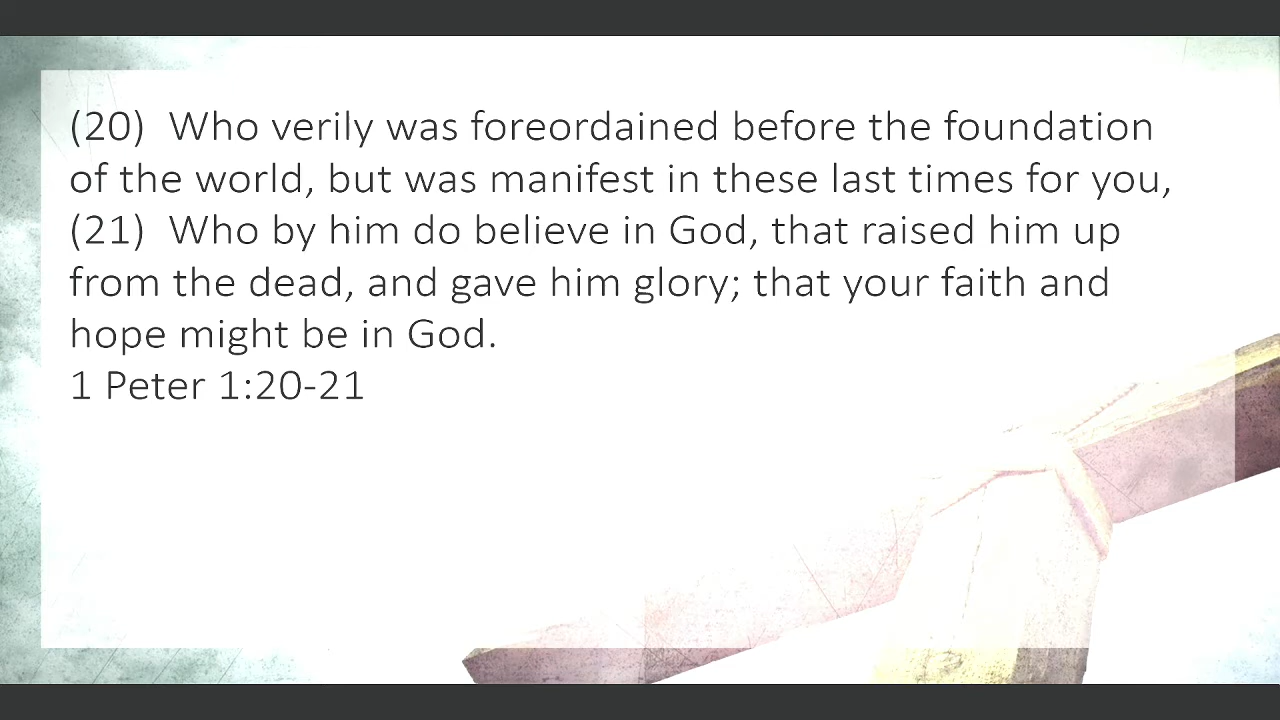 (20)  Who verily was foreordained before the foundation
of the world, but was manifest in these last times for you,
(21)  Who by him do believe in God, that raised him up
from the dead, and gave him glory; that your faith and
hope might be in God.
1 Peter 1:20-21